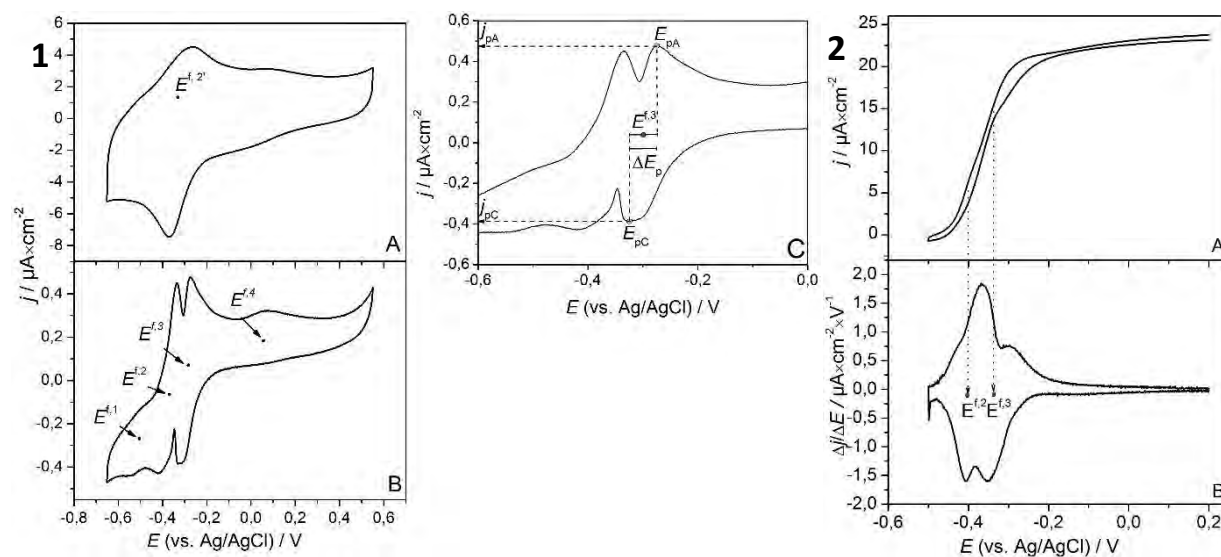 1
6
4
2
0
-2
-4
-6
-8
E^f, 2'
A
0,4
0,2
0,0
-0,2
-0,4
E^f,1
E^f,2
E^f,3
E^f,4
B
j / µA×cm⁻²
-0,8 -0,6 -0,4 -0,2 0,0 0,2 0,4 0,6
E (vs. Ag/AgCl) / V
0,6
0,4
0,2
0,0
-0,2
-0,4
-0,6
j / µA×cm⁻²
j_pA
E_pA
E^f,3
ΔE_p
j_pC
E_pC
C
-0,6 -0,4 -0,2 0,0
E (vs. Ag/AgCl) / V
2
25
20
15
10
5
0
j / µA×cm⁻²
A
2,0
1,5
1,0
0,5
0,0
-0,5
-1,0
-1,5
-2,0
Δj/ΔE / µA×cm⁻²×V⁻¹
E^f,2 E^f,3
B
-0,6 -0,4 -0,2 0,0 0,2
E (vs. Ag/AgCl) / V